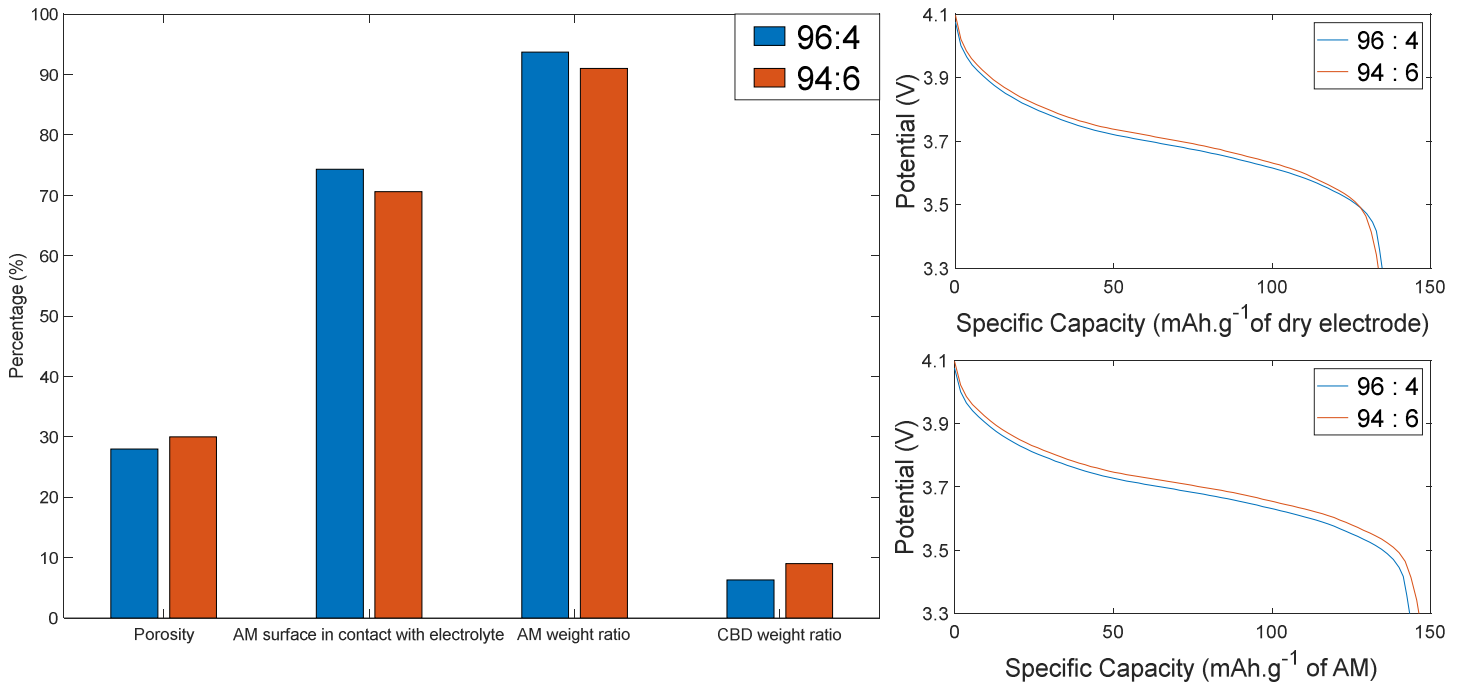 100
90
80
70
60
50
40
30
20
10
0
Percentage (%)
Porosity
AM surface in contact with electrolyte
AM weight ratio
CBD weight ratio
96:4
94:6
4.1
3.9
3.7
3.5
3.3
Potential (V)
0
50
100
150
Specific Capacity (mAh.g-1of dry electrode)
96 : 4
94 : 6
4.1
3.9
3.7
3.5
3.3
Potential (V)
0
50
100
150
Specific Capacity (mAh.g-1 of AM)
96 : 4
94 : 6